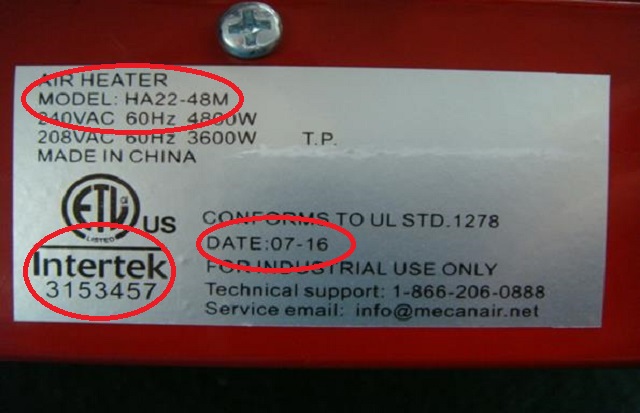 AIR HEATER
MODEL: HA22-48M
240VAC 60Hz 4800W
208VAC 60Hz 3600W T.P.
MADE IN CHINA
ETL US
LISTED
CONFORMS TO UL STD.1278
DATE:07-16
Intertek
3153457
FOR INDUSTRIAL USE ONLY
Technical support: 1-866-206-0888
Service email: info@mecanair.net